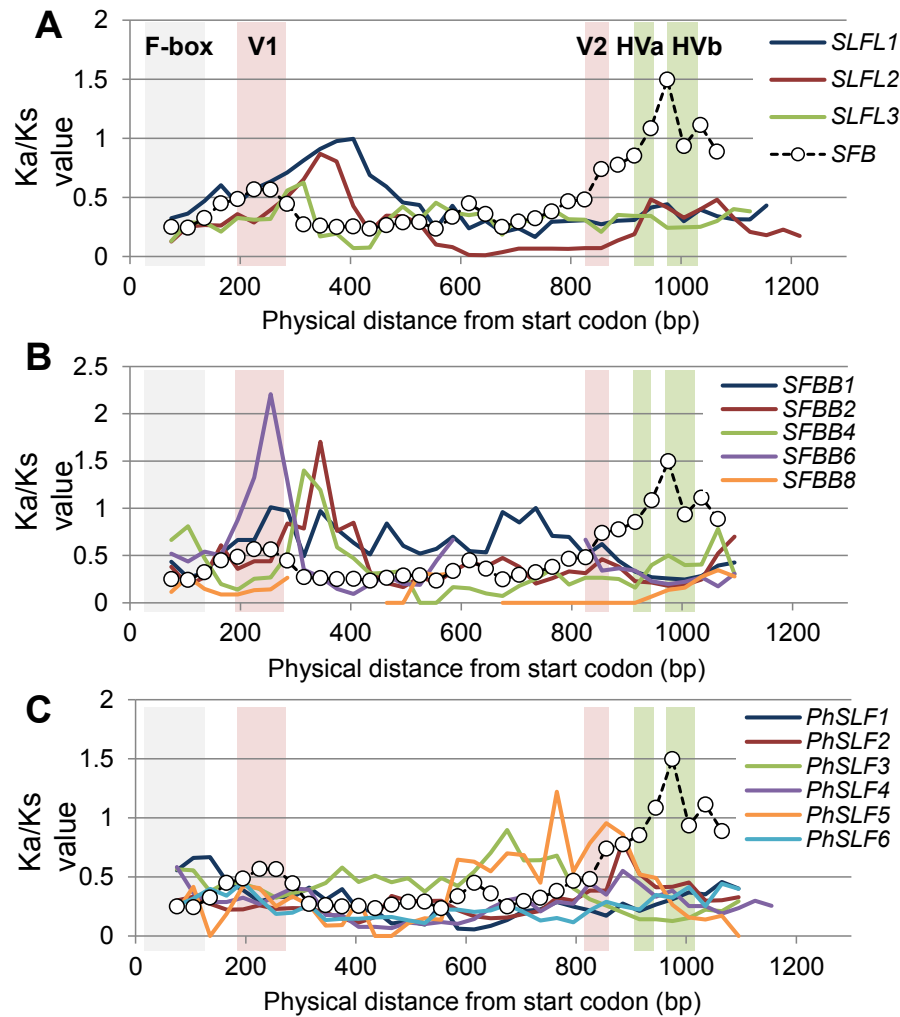 A
F-box V1 V2 HVa HVb
Ka/Ks value
2
1.5
1
0.5
0
SLFL1
SLFL2
SLFL3
SFB
0 200 400 600 800 1000 1200
Physical distance from start codon (bp)
B
Ka/Ks value
2.5
2
1.5
1
0.5
0
SFBB1
SFBB2
SFBB4
SFBB6
SFBB8
0 200 400 600 800 1000 1200
Physical distance from start codon (bp)
C
Ka/Ks value
2
1.5
1
0.5
0
PhSLF1
PhSLF2
PhSLF3
PhSLF4
PhSLF5
PhSLF6
0 200 400 600 800 1000 1200
Physical distance from start codon (bp)